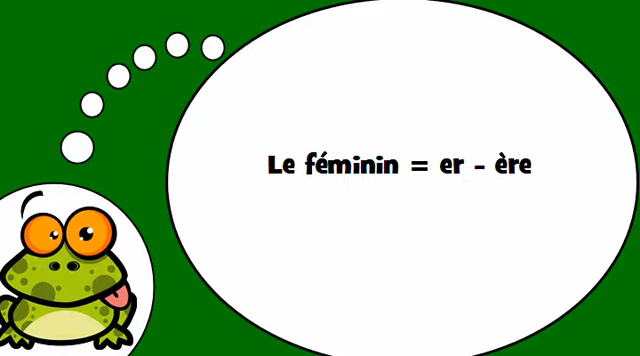 Le féminin = er - ère